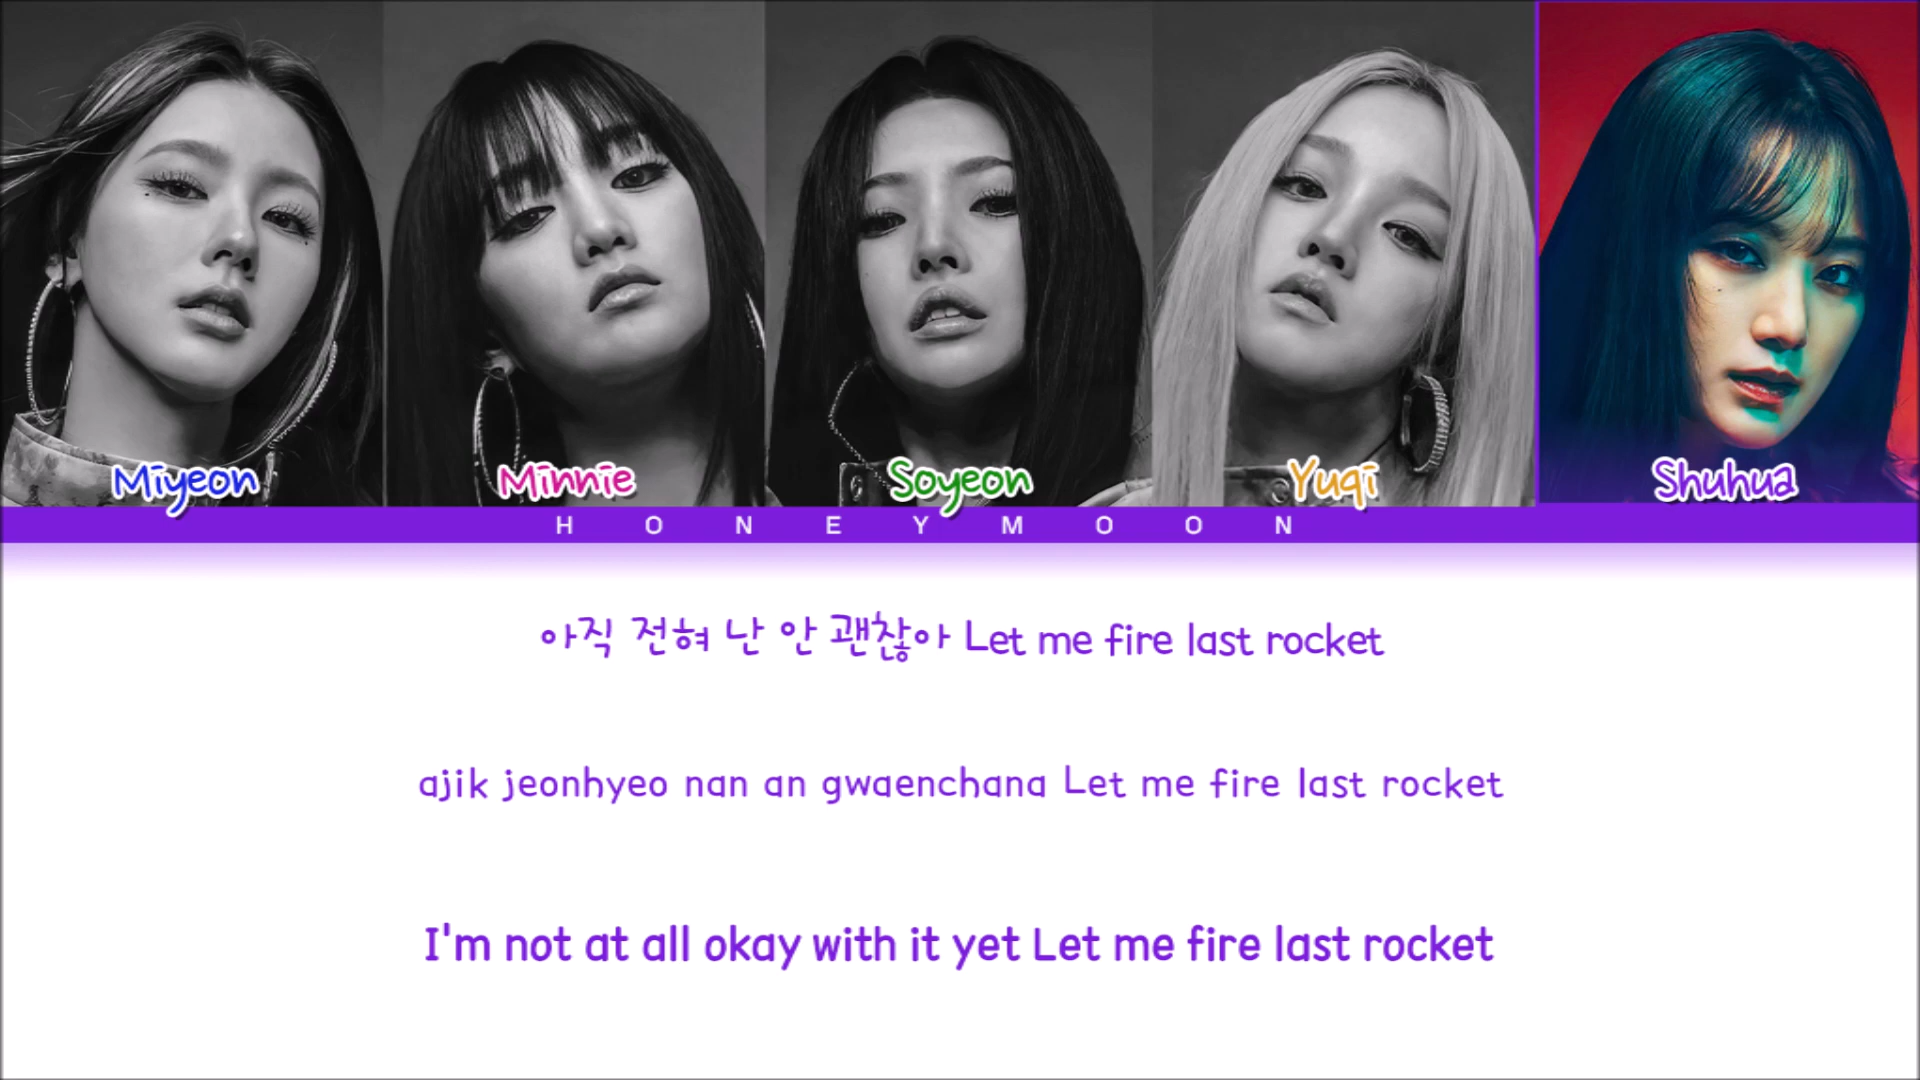 Miyeon
Minnie
Soyeon
Yuqi
Shuhua
HONEYMOON
아직 전혀 난 안 괜찮아 Let me fire last rocket
ajik jeonhyeo nan an gwaenchana Let me fire last rocket
I'm not at all okay with it yet Let me fire last rocket